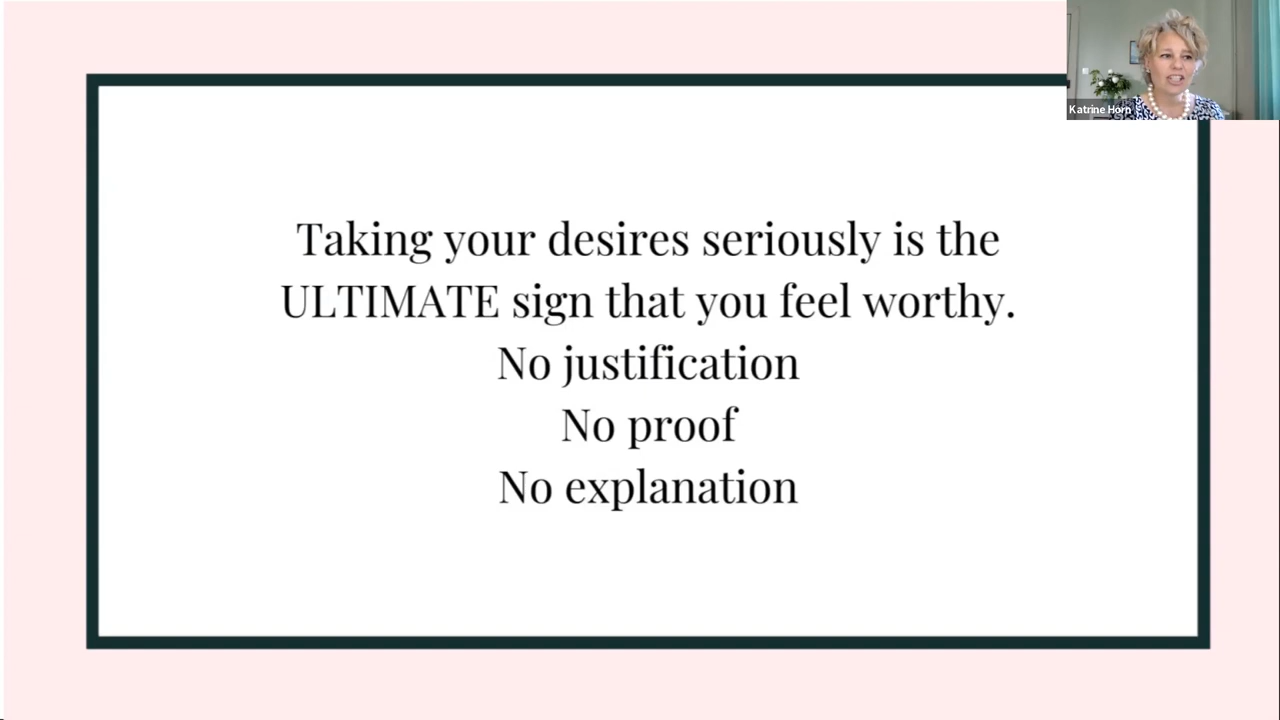 Katrine Horn
Taking your desires seriously is the
ULTIMATE sign that you feel worthy.
No justification
No proof
No explanation